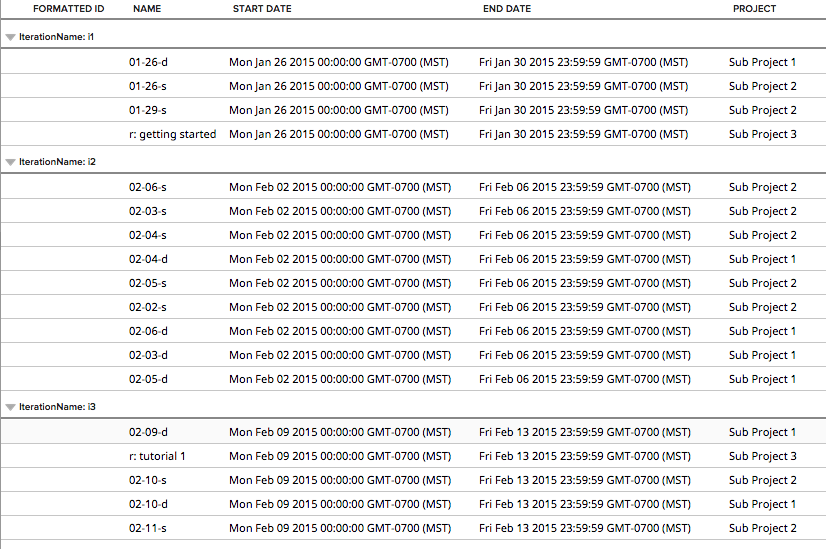 FORMATTED ID NAME START DATE END DATE PROJECT
IterationName: i1
01-26-d Mon Jan 26 2015 00:00:00 GMT-0700 (MST) Fri Jan 30 2015 23:59:59 GMT-0700 (MST) Sub Project 1
01-26-s Mon Jan 26 2015 00:00:00 GMT-0700 (MST) Fri Jan 30 2015 23:59:59 GMT-0700 (MST) Sub Project 2
01-29-s Mon Jan 26 2015 00:00:00 GMT-0700 (MST) Fri Jan 30 2015 23:59:59 GMT-0700 (MST) Sub Project 2
r: getting started Mon Jan 26 2015 00:00:00 GMT-0700 (MST) Fri Jan 30 2015 23:59:59 GMT-0700 (MST) Sub Project 3
IterationName: i2
02-06-s Mon Feb 02 2015 00:00:00 GMT-0700 (MST) Fri Feb 06 2015 23:59:59 GMT-0700 (MST) Sub Project 2
02-03-s Mon Feb 02 2015 00:00:00 GMT-0700 (MST) Fri Feb 06 2015 23:59:59 GMT-0700 (MST) Sub Project 2
02-04-s Mon Feb 02 2015 00:00:00 GMT-0700 (MST) Fri Feb 06 2015 23:59:59 GMT-0700 (MST) Sub Project 2
02-04-d Mon Feb 02 2015 00:00:00 GMT-0700 (MST) Fri Feb 06 2015 23:59:59 GMT-0700 (MST) Sub Project 1
02-05-s Mon Feb 02 2015 00:00:00 GMT-0700 (MST) Fri Feb 06 2015 23:59:59 GMT-0700 (MST) Sub Project 2
02-02-s Mon Feb 02 2015 00:00:00 GMT-0700 (MST) Fri Feb 06 2015 23:59:59 GMT-0700 (MST) Sub Project 2
02-06-d Mon Feb 02 2015 00:00:00 GMT-0700 (MST) Fri Feb 06 2015 23:59:59 GMT-0700 (MST) Sub Project 1
02-03-d Mon Feb 02 2015 00:00:00 GMT-0700 (MST) Fri Feb 06 2015 23:59:59 GMT-0700 (MST) Sub Project 1
02-05-d Mon Feb 02 2015 00:00:00 GMT-0700 (MST) Fri Feb 06 2015 23:59:59 GMT-0700 (MST) Sub Project 1
IterationName: i3
02-09-d Mon Feb 09 2015 00:00:00 GMT-0700 (MST) Fri Feb 13 2015 23:59:59 GMT-0700 (MST) Sub Project 1
r: tutorial 1 Mon Feb 09 2015 00:00:00 GMT-0700 (MST) Fri Feb 13 2015 23:59:59 GMT-0700 (MST) Sub Project 3
02-10-s Mon Feb 09 2015 00:00:00 GMT-0700 (MST) Fri Feb 13 2015 23:59:59 GMT-0700 (MST) Sub Project 2
02-10-d Mon Feb 09 2015 00:00:00 GMT-0700 (MST) Fri Feb 13 2015 23:59:59 GMT-0700 (MST) Sub Project 1
02-11-s Mon Feb 09 2015 00:00:00 GMT-0700 (MST) Fri Feb 13 2015 23:59:59 GMT-0700 (MST) Sub Project 2